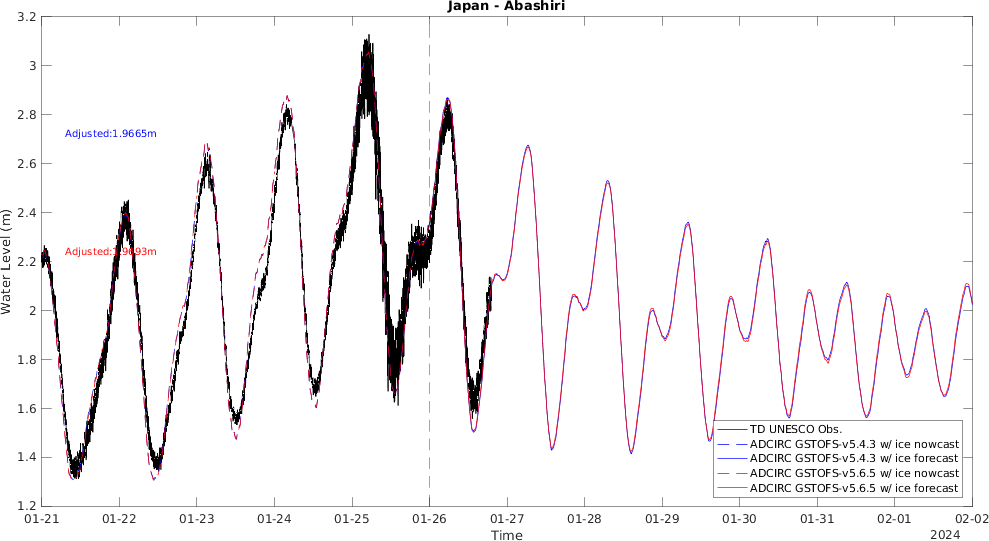 Japan - Abashiri
Water Level (m)
3.2
3
2.8
2.6
2.4
2.2
2
1.8
1.6
1.4
1.2
Adjusted:1.9665m
Adjusted:1.9693m
TD UNESCO Obs.
ADCIRC GSTOFS-v5.4.3 w/ ice nowcast
ADCIRC GSTOFS-v5.4.3 w/ ice forecast
ADCIRC GSTOFS-v5.6.5 w/ ice nowcast
ADCIRC GSTOFS-v5.6.5 w/ ice forecast
01-21 01-22 01-23 01-24 01-25 01-26 01-27 01-28 01-29 01-30 01-31 02-01 02-02
Time
2024